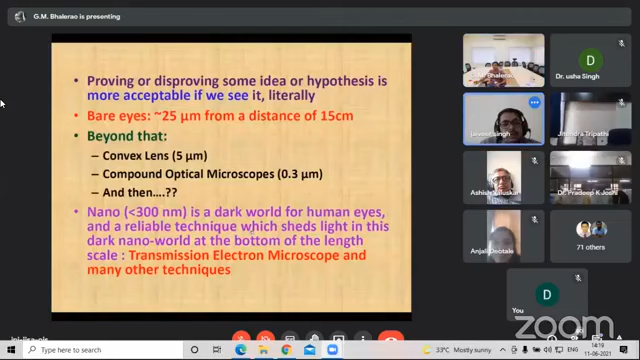 G.M. Bhalerao is presenting
• Proving or disproving some idea or hypothesis is
more acceptable if we see it, literally
• Bare eyes: ~25 µm from a distance of 15cm
• Beyond that:
– Convex Lens (5 µm)
– Compound Optical Microscopes (0.3 µm)
– And then….??
• Nano (<300 nm) is a dark world for human eyes,
and a reliable technique which sheds light in this
dark nano-world at the bottom of the length
scale : Transmission Electron Microscope and
many other techniques
G.M. Bhalerao
D
Dr. usha Singh
Jaiveer singh
Jitendra Tripathi
Dr. Pradeep K Joshi
Anjali Deotale
71 others
D
You
zoom
Type here to search
33°C Mostly sunny
ENG
14:19
11-06-2021